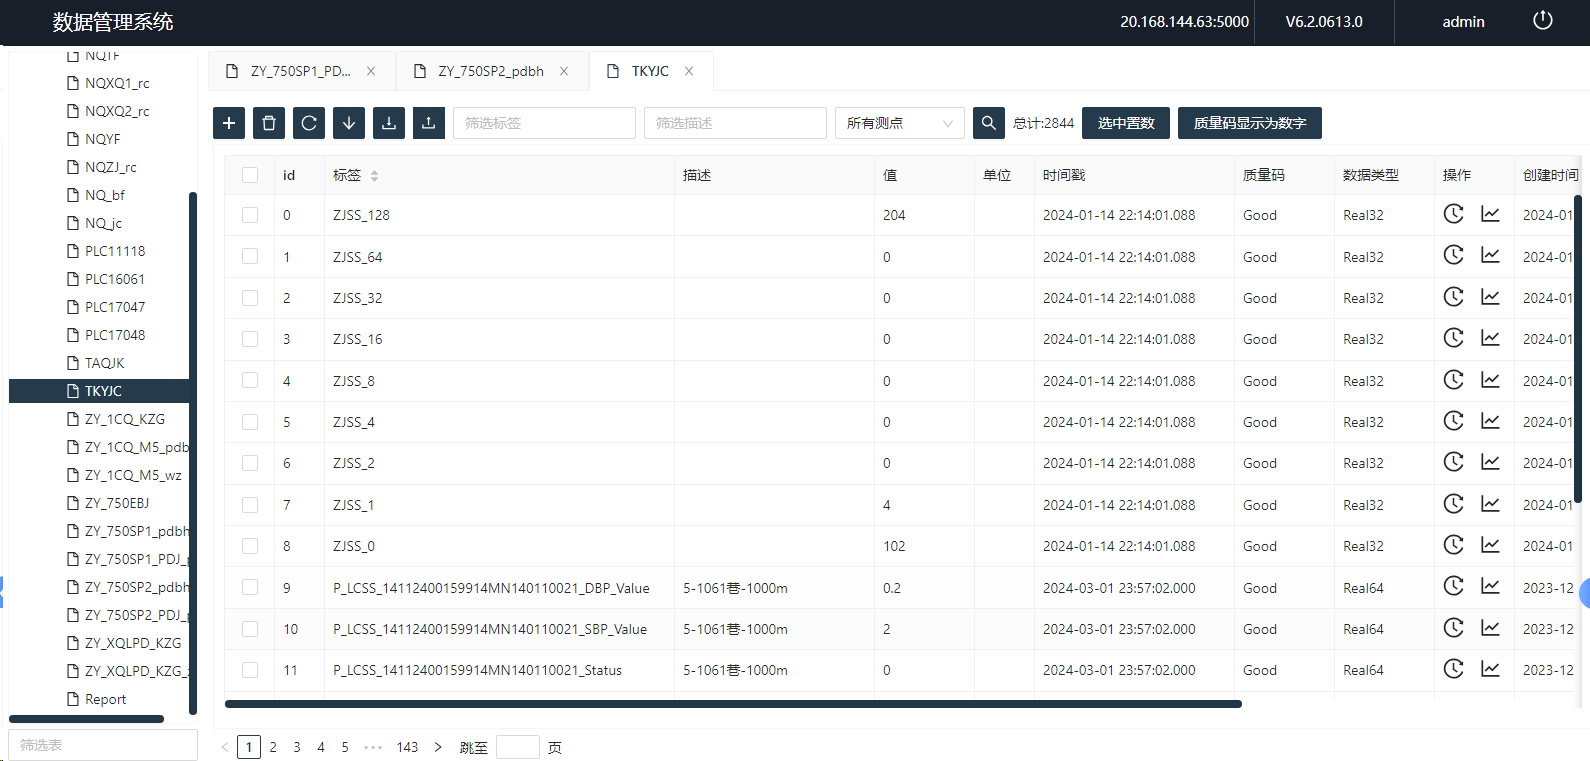 数据管理系统 20.168.144.63:5000 V6.2.0613.0 admin
NQTF
NQXQ1_rc
NQXQ2_rc
NQYF
NQZJ_rc
NQ_bf
NQ_jc
PLC11118
PLC16061
PLC17047
PLC17048
TAQJK
TKYJC
ZY_1CQ_KZG
ZY_1CQ_M5_pdb
ZY_1CQ_M5_wz
ZY_750EBJ
ZY_750SP1_pdbh
ZY_750SP1_PDJ_
ZY_750SP2_pdbh
ZY_750SP2_PDJ_
ZY_XQLPD_KZG
ZY_XQLPD_KZG_
Report
筛选表
ZY_750SP1_PD... ZY_750SP2_pdbh TKYJC
筛选标签 筛选描述 所有测点 总计:2844 选中置数 质量码显示为数字
id 标签 描述 值 单位 时间戳 质量码 数据类型 操作 创建时间
0 ZJSS_128 204 2024-01-14 22:14:01.088 Good Real32 2024-01
1 ZJSS_64 0 2024-01-14 22:14:01.088 Good Real32 2024-01
2 ZJSS_32 0 2024-01-14 22:14:01.088 Good Real32 2024-01
3 ZJSS_16 0 2024-01-14 22:14:01.088 Good Real32 2024-01
4 ZJSS_8 0 2024-01-14 22:14:01.088 Good Real32 2024-01
5 ZJSS_4 0 2024-01-14 22:14:01.088 Good Real32 2024-01
6 ZJSS_2 0 2024-01-14 22:14:01.088 Good Real32 2024-01
7 ZJSS_1 4 2024-01-14 22:14:01.088 Good Real32 2024-01
8 ZJSS_0 102 2024-01-14 22:14:01.088 Good Real32 2024-01
9 P_LCSS_14112400159914MN140110021_DBP_Value 5-1061巷-1000m 0.2 2024-03-01 23:57:02.000 Good Real64 2023-12
10 P_LCSS_14112400159914MN140110021_SBP_Value 5-1061巷-1000m 2 2024-03-01 23:57:02.000 Good Real64 2023-12
11 P_LCSS_14112400159914MN140110021_Status 5-1061巷-1000m 0 2024-03-01 23:57:02.000 Good Real64 2023-12
1 2 3 4 5 ··· 143 跳至 页